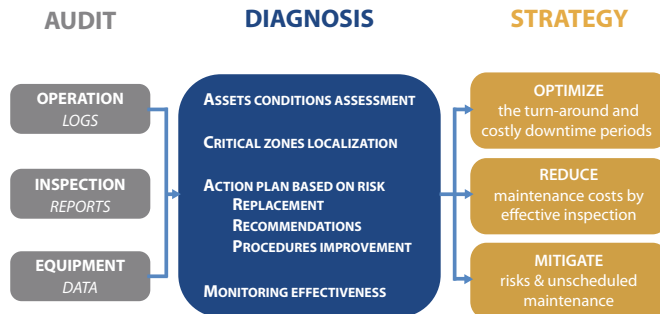 AUDIT
DIAGNOSIS
STRATEGY
OPERATION
LOGS
INSPECTION
REPORTS
EQUIPMENT
DATA
ASSETS CONDITIONS ASSESSMENT
CRITICAL ZONES LOCALIZATION
ACTION PLAN BASED ON RISK
REPLACEMENT
RECOMMENDATIONS
PROCEDURES IMPROVEMENT
MONITORING EFFECTIVENESS
OPTIMIZE
the turn-around and
costly downtime periods
REDUCE
maintenance costs by
effective inspection
MITIGATE
risks & unscheduled
maintenance